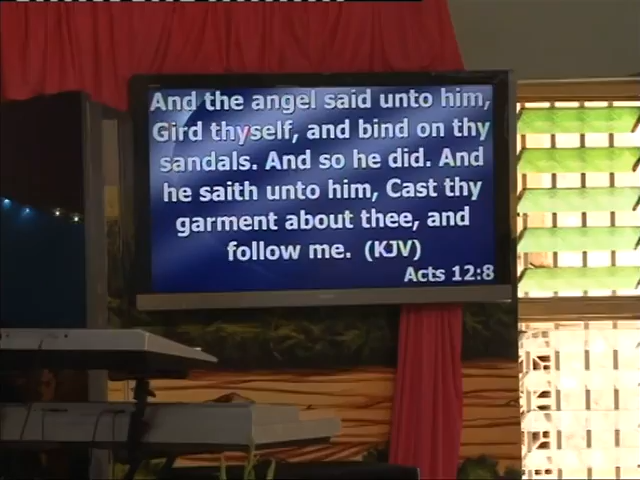 And the angel said unto him,
Gird thyself, and bind on thy
sandals. And so he did. And
he saith unto him, Cast thy
garment about thee, and
follow me. (KJV)
Acts 12:8